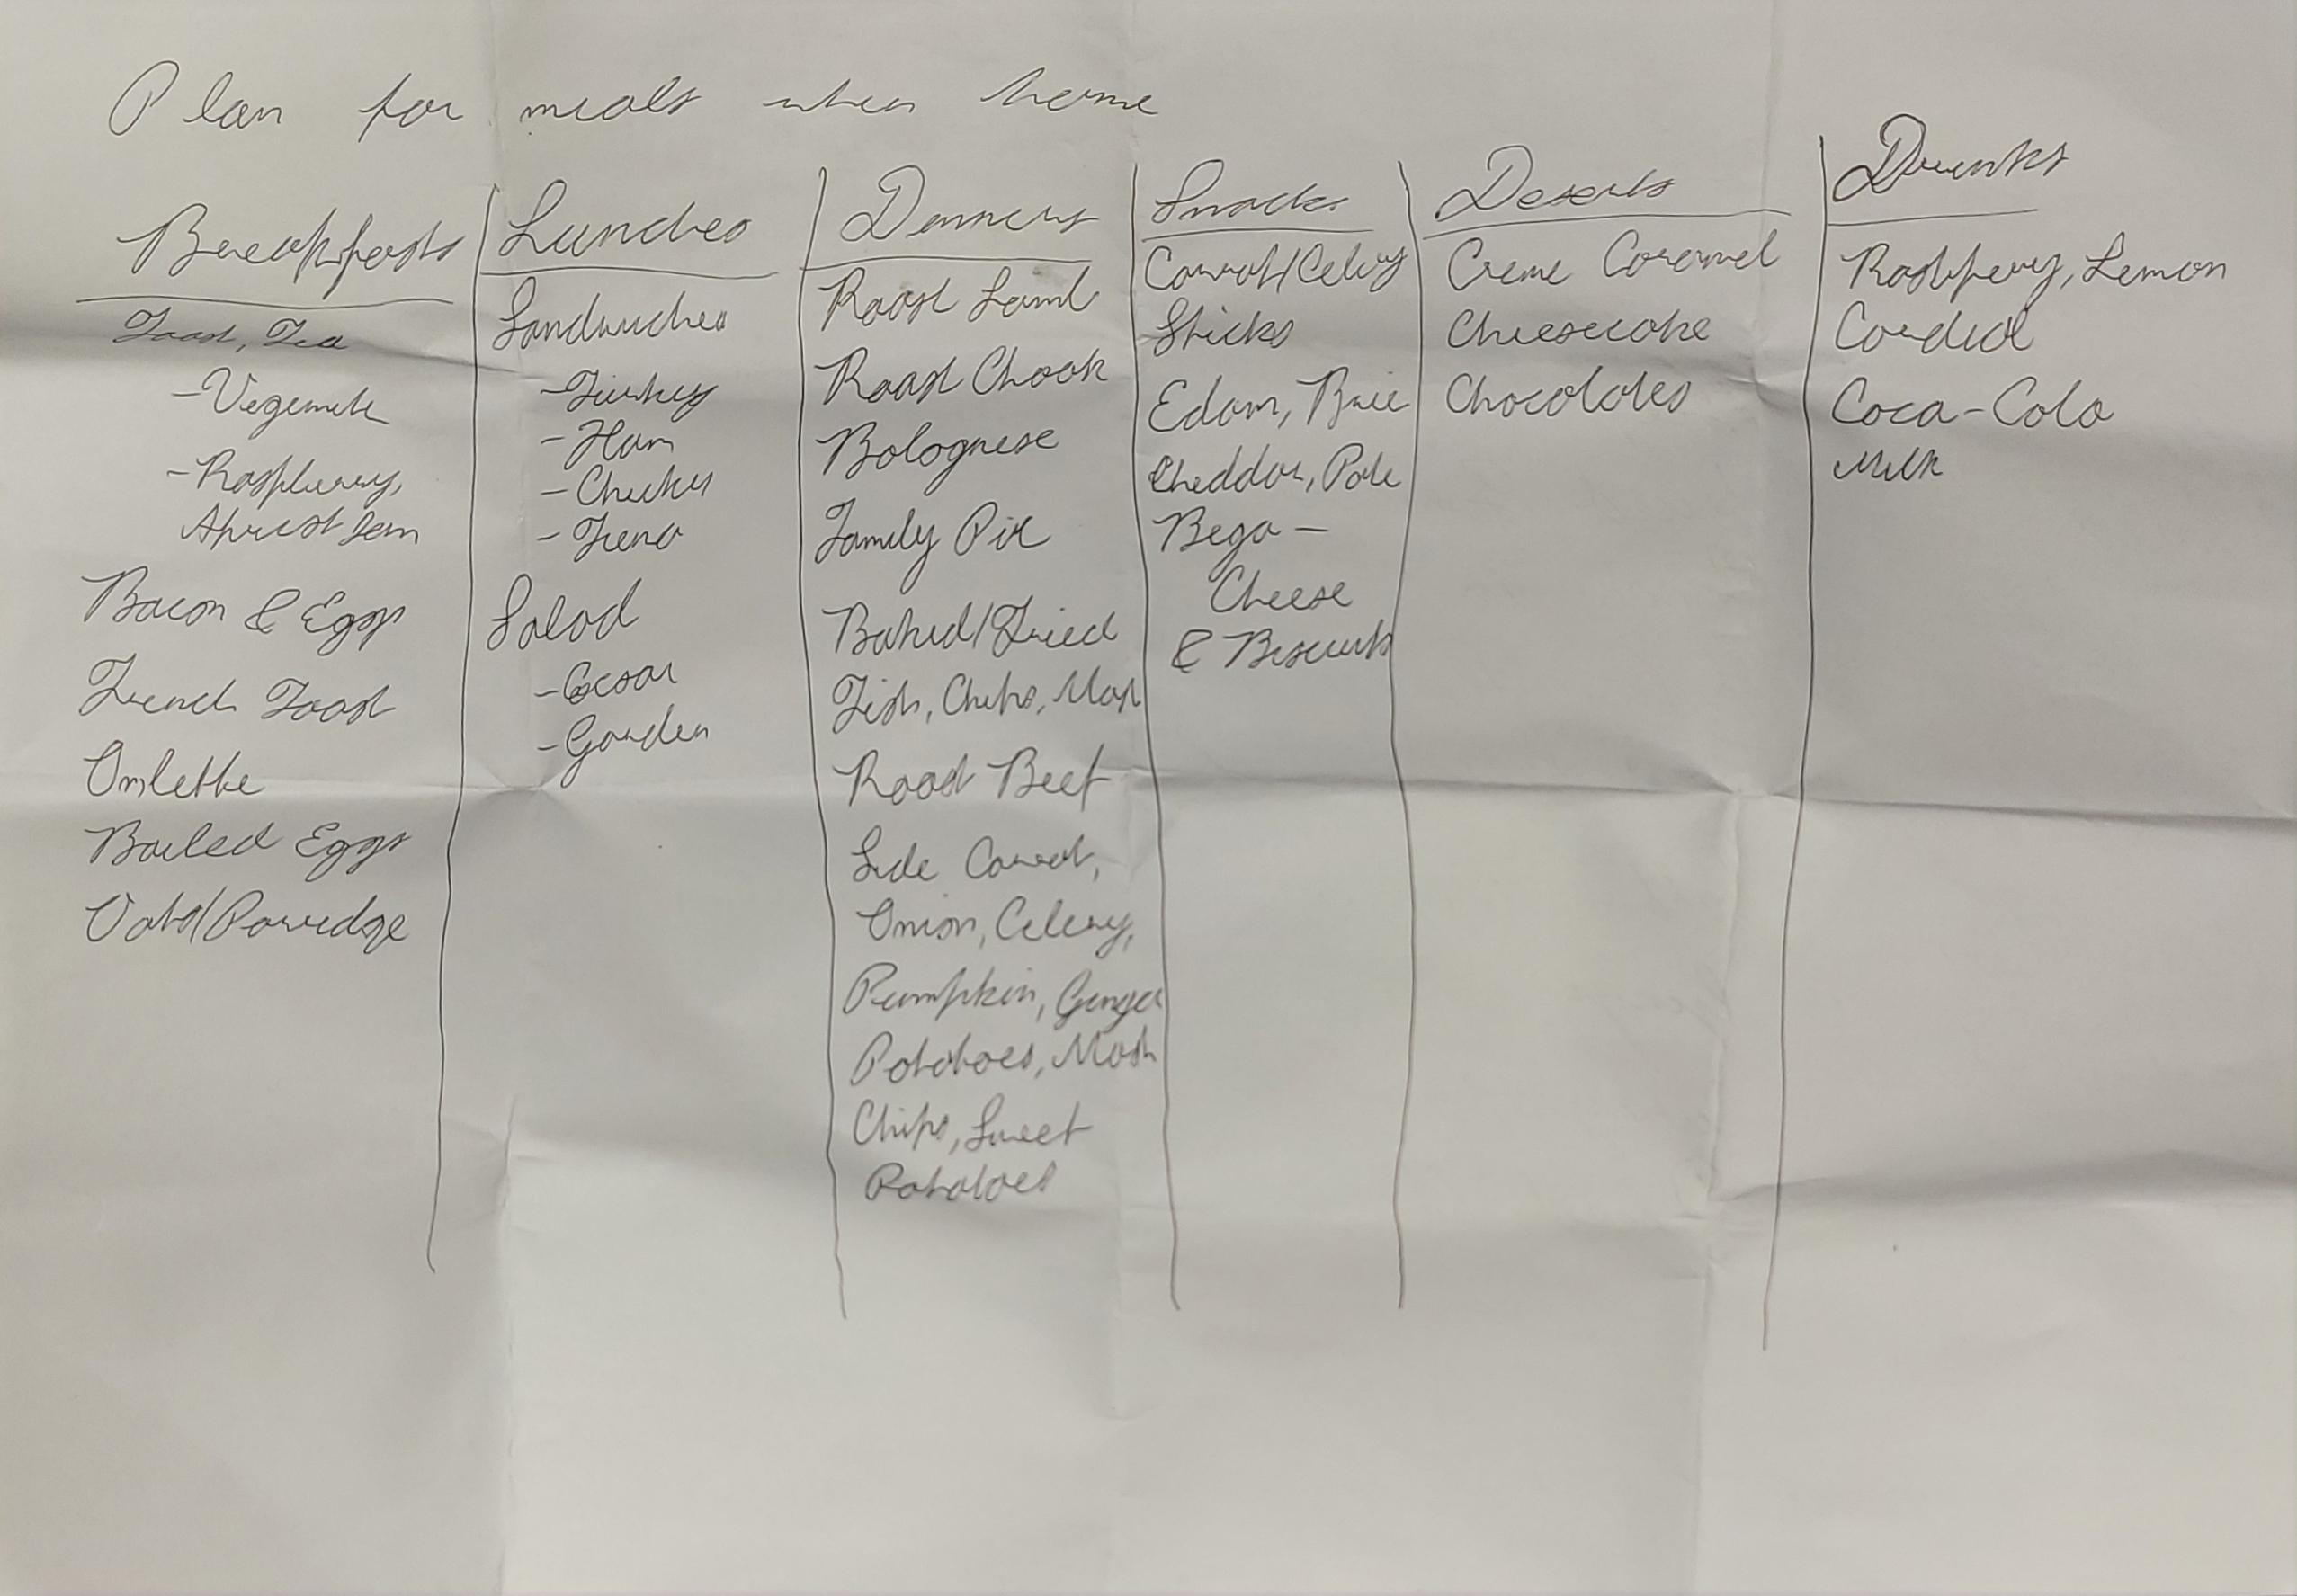 Plan for meals when home
Breakfasts
Toast, Tea
- Vegemite
- Raspberry,
Apricot Jam
Bacon & Eggs
French Toast
Omlette
Boiled Eggs
Oats/Porridge
Lunches
Sandwiches
- Turkey
- Ham
- Chicken
- Tuna
Salad
- Cesar
- Garden
Dinners
Roast Lamb
Roast Chook
Bolognese
Family Pie
Baked/Fried
Fish, Chips, Mash
Roast Beef
Side Carrot,
Onion, Celery,
Pumpkin, Ginger
Potatoes, Mash
Chips, Sweet
Potatoes
Snacks
Carrot/Celery
Sticks
Edam, Brie
Cheddar, Pate
Bega -
Cheese
& Biscuits
Deserts
Creme Caramel
Cheesecake
Chocolates
Drinks
Raspberry, Lemon
Cordial
Coca-Cola
Milk